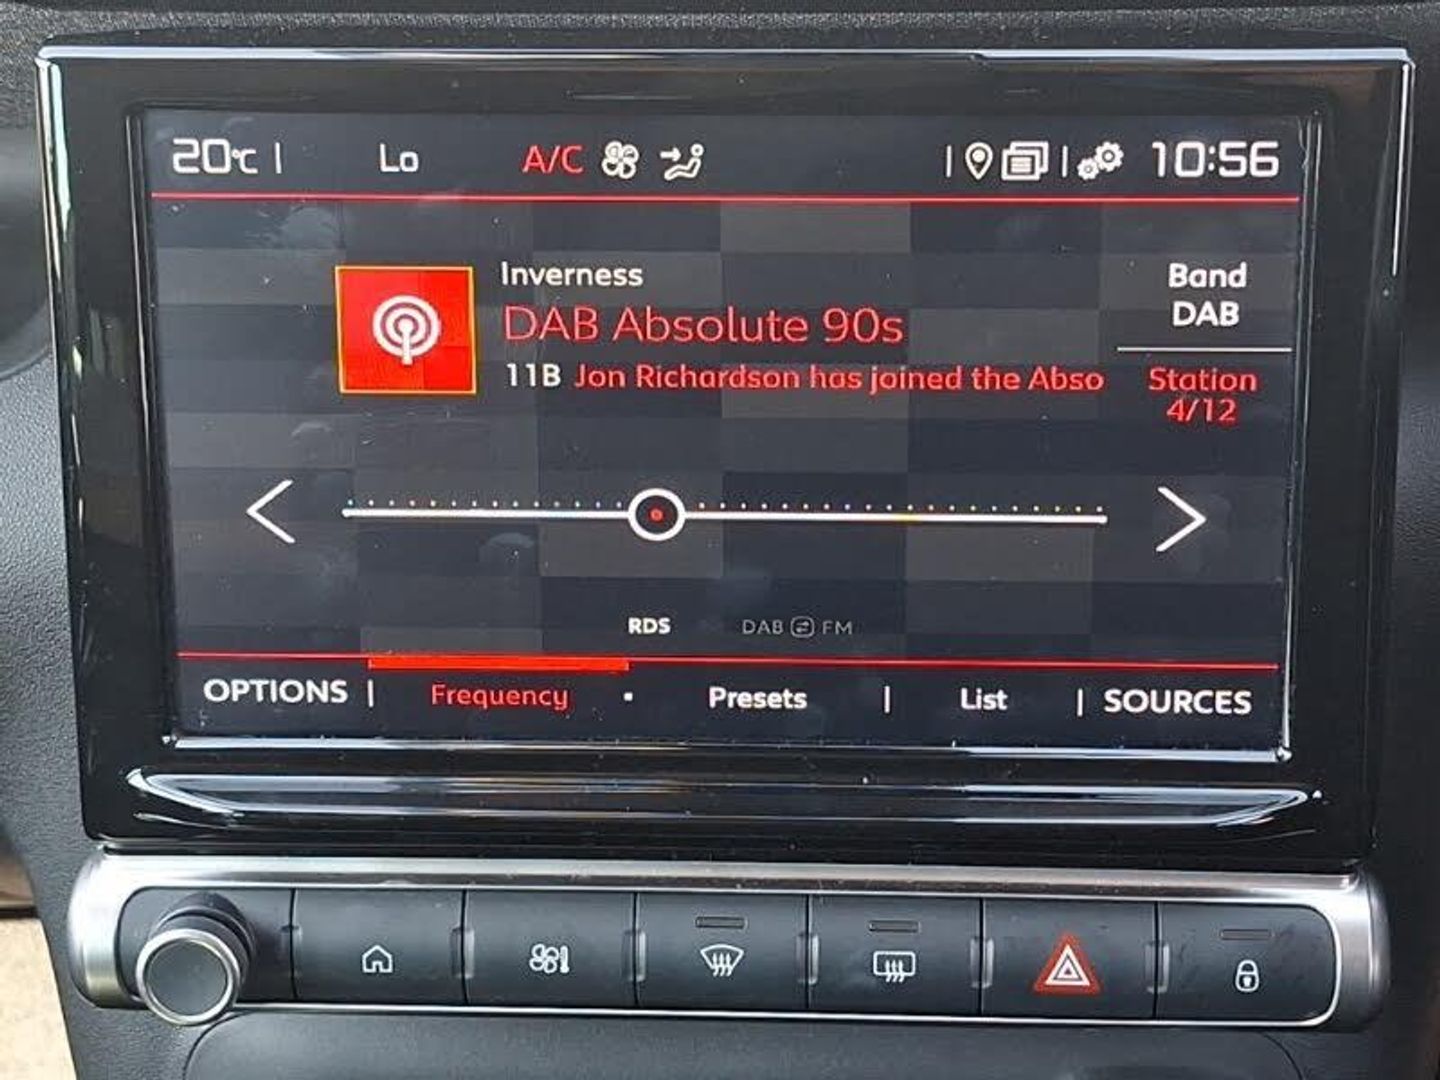 20°C | Lo A/C | | 10:56
Inverness
DAB Absolute 90s
11B Jon Richardson has joined the Abso
Band
DAB
Station
4/12
RDS DAB FM
OPTIONS | Frequency • Presets | List | SOURCES